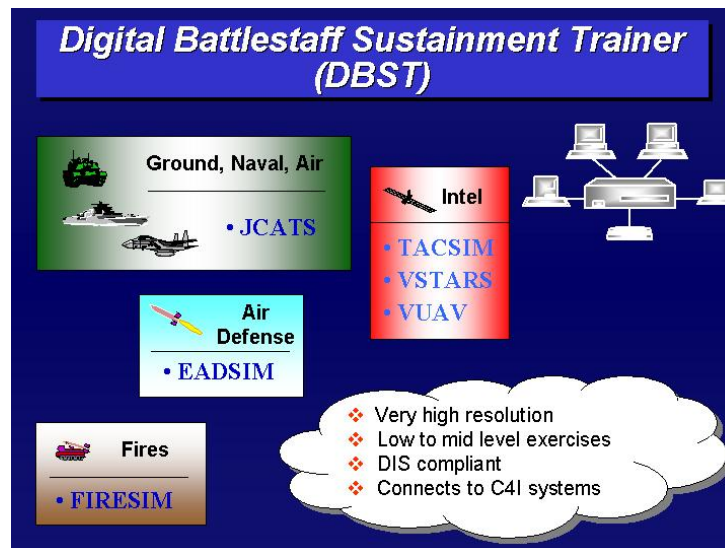 Digital Battlestaff Sustainment Trainer
(DBST)
Ground, Naval, Air
• JCATS
Intel
• TACSIM
• VSTARS
• VUAV
Air
Defense
• EADSIM
Fires
• FIRESIM
❖ Very high resolution
❖ Low to mid level exercises
❖ DIS compliant
❖ Connects to C4I systems